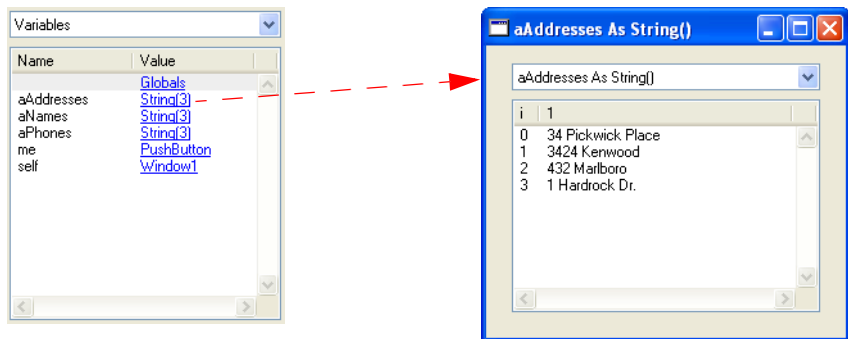 Variables
Name Value
Globals
aAddresses String(3)
aNames String(3)
aPhones String(3)
me PushButton
self Window1
aAddresses As String()
aAddresses As String()
i 1
0 34 Pickwick Place
1 3424 Kenwood
2 432 Marlboro
3 1 Hardrock Dr.